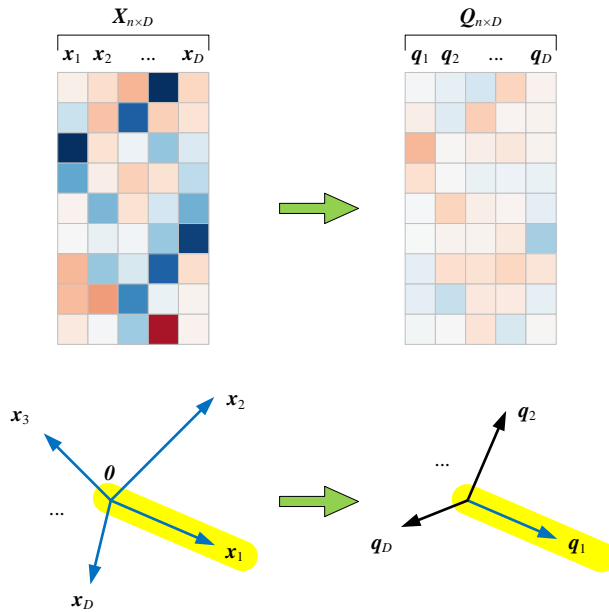 X n×D Q n×D
x1 x2 ... xD q1 q2 ... qD
x2
x3 q2
0 ...
...
x1 q1
qD
xD